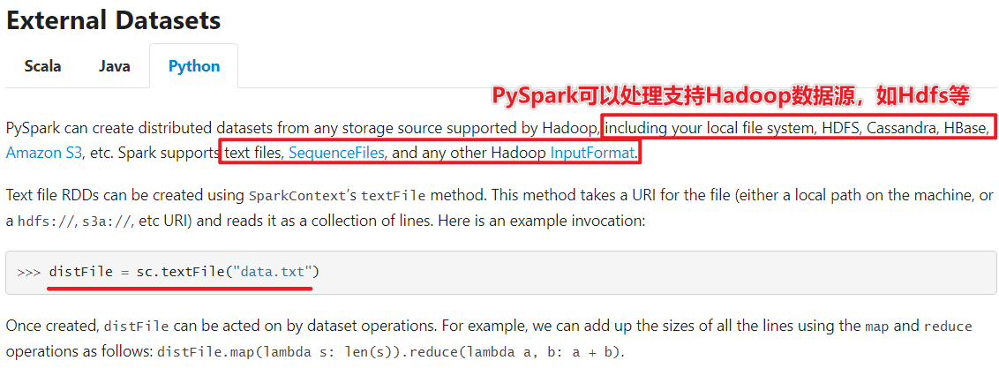 External Datasets
Scala Java Python
PySpark可以处理支持Hadoop数据源，如Hdfs等
PySpark can create distributed datasets from any storage source supported by Hadoop, including your local file system, HDFS, Cassandra, HBase,
Amazon S3, etc. Spark supports text files, SequenceFiles, and any other Hadoop InputFormat.
Text file RDDs can be created using SparkContext’s textFile method. This method takes a URI for the file (either a local path on the machine, or
a hdfs://, s3a://, etc URI) and reads it as a collection of lines. Here is an example invocation:
>>> distFile = sc.textFile("data.txt")
Once created, distFile can be acted on by dataset operations. For example, we can add up the sizes of all the lines using the map and reduce
operations as follows: distFile.map(lambda s: len(s)).reduce(lambda a, b: a + b).